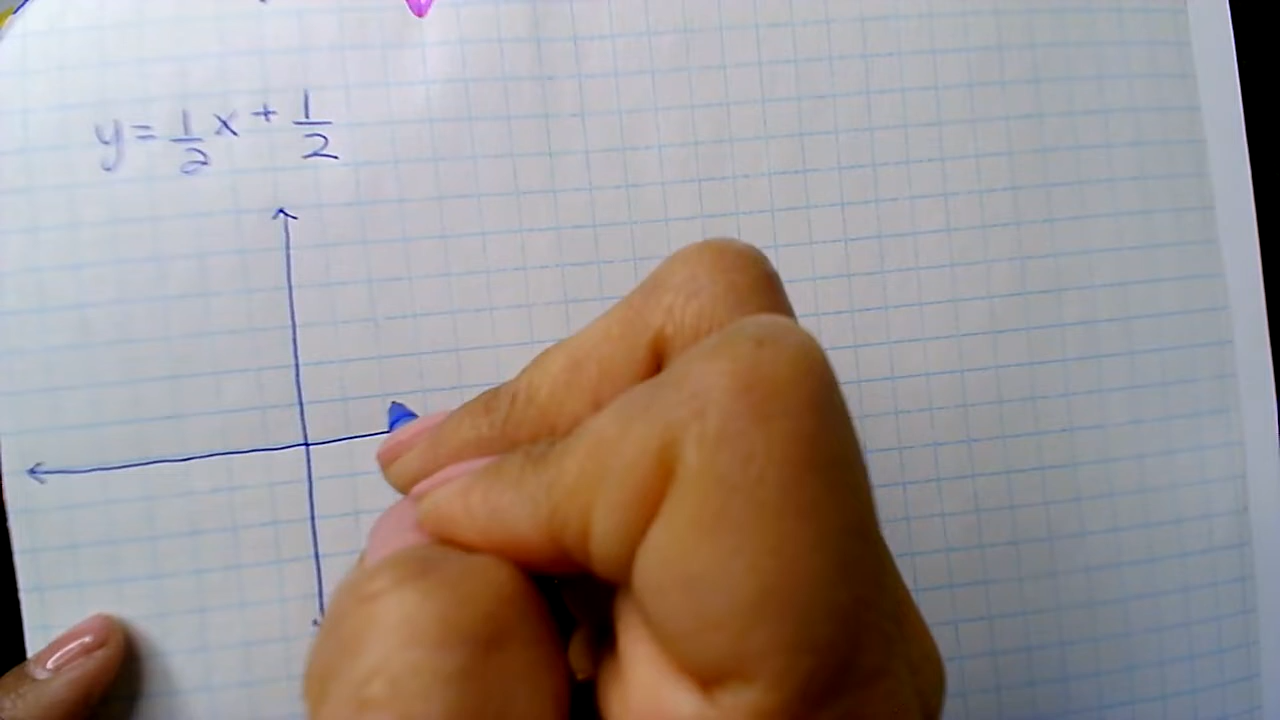 y = 1/2 x + 1/2